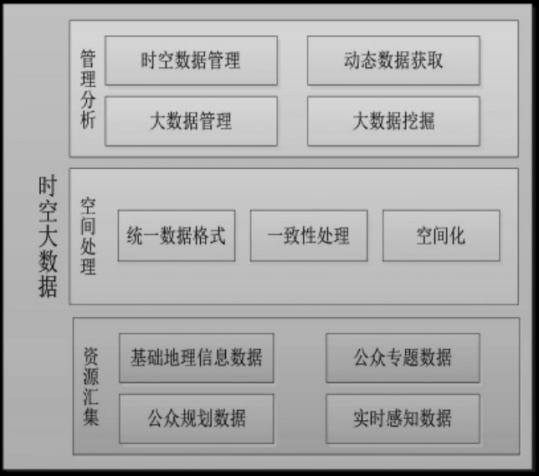 时空大数据
管理分析
时空数据管理
动态数据获取
大数据管理
大数据挖掘
空间处理
统一数据格式
一致性处理
空间化
资源汇集
基础地理信息数据
公众专题数据
公众规划数据
实时感知数据